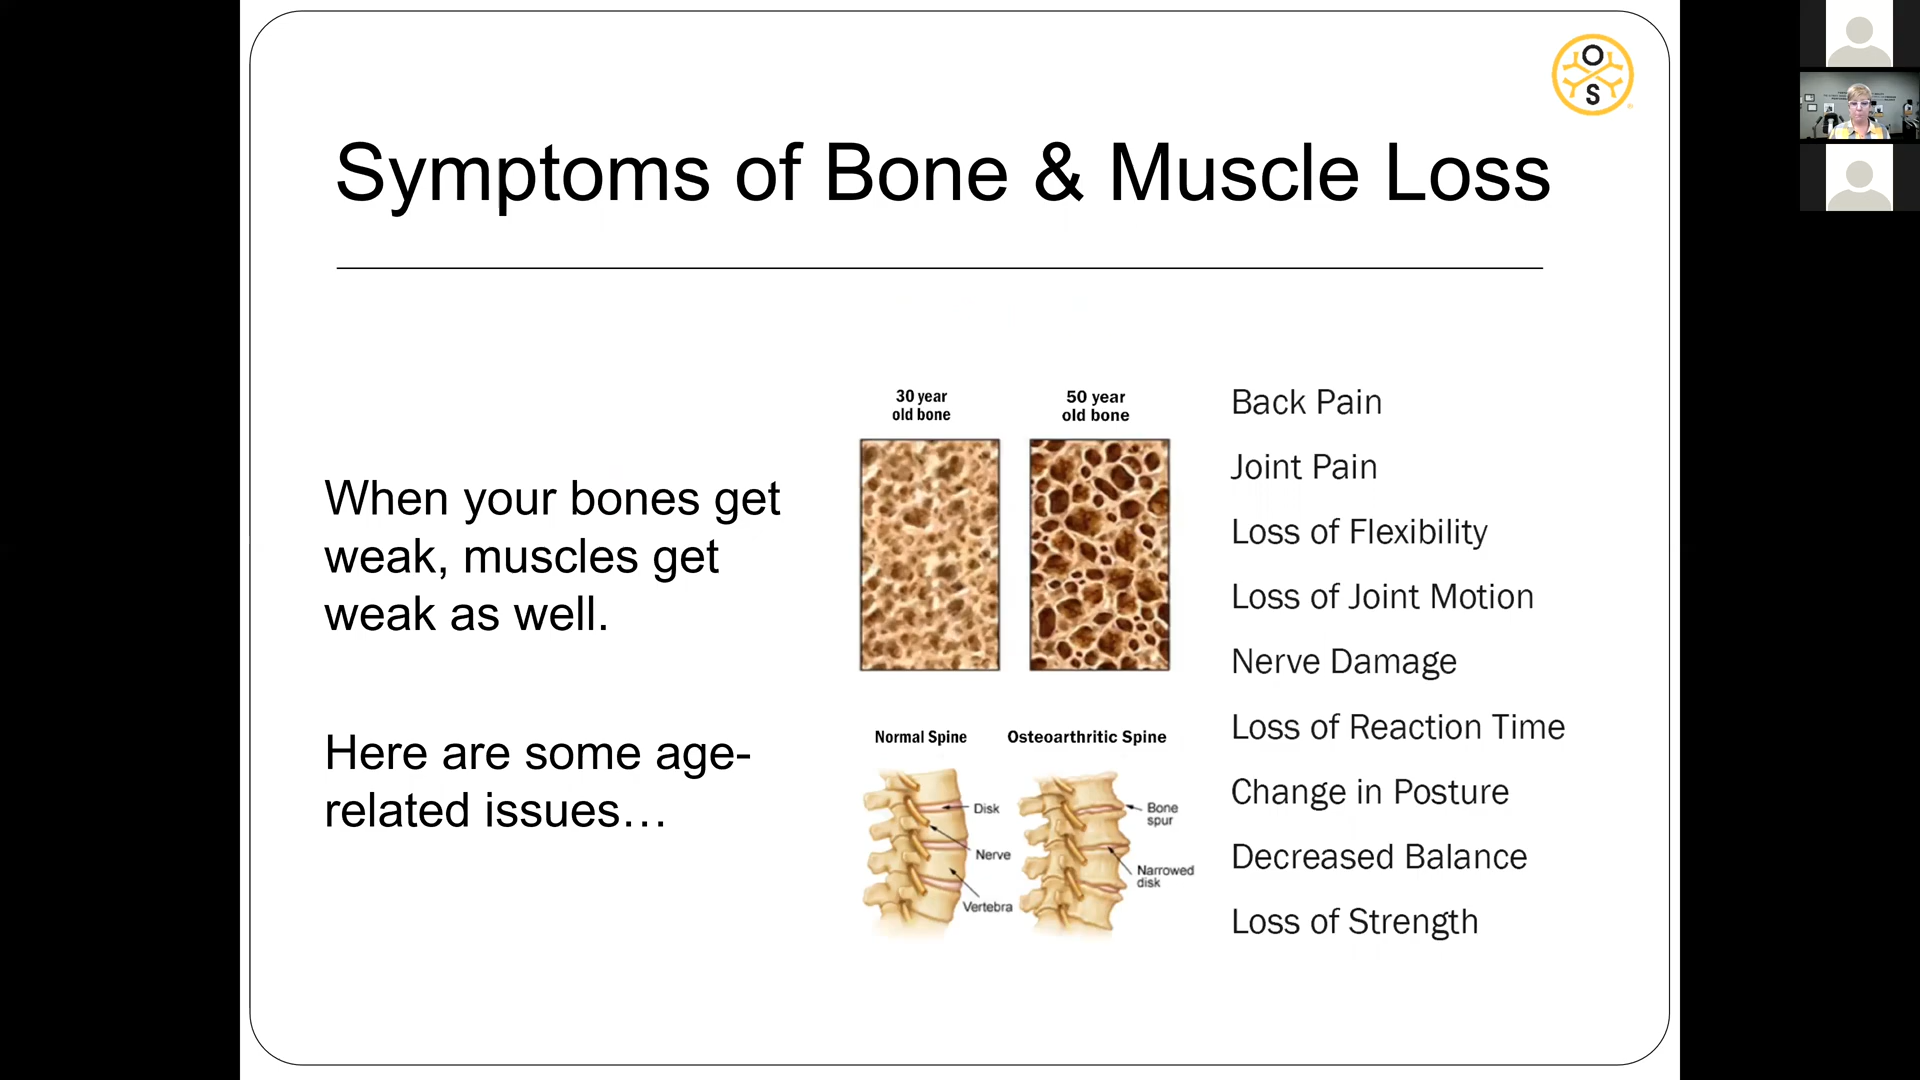 O
S
Symptoms of Bone & Muscle Loss
When your bones get
weak, muscles get
weak as well.
Here are some age-
related issues…
30 year
old bone
50 year
old bone
Normal Spine
Osteoarthritic Spine
Disk
Nerve
Vertebra
Bone
spur
Narrowed
disk
Back Pain
Joint Pain
Loss of Flexibility
Loss of Joint Motion
Nerve Damage
Loss of Reaction Time
Change in Posture
Decreased Balance
Loss of Strength